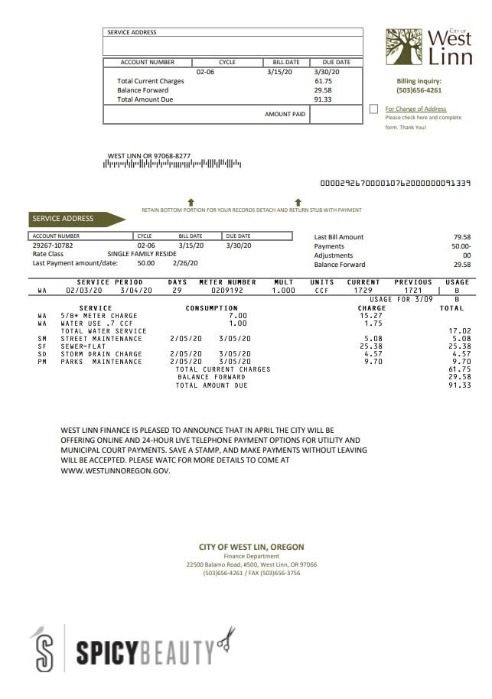 SERVICE ADDRESS
ACCOUNT NUMBER CYCLE BILL DATE DUE DATE
02-06 3/15/20 3/30/20
Total Current Charges 61.75
Balance Forward 29.58
Total Amount Due 91.33
AMOUNT PAID
CITY OF
West
Linn
Billing inquiry:
(503)656-4261
For Change of Address
Please check here and complete
form. Thank You!
WEST LINN OR 97068-8277
000029267000010762000000091339
RETAIN BOTTOM PORTION FOR YOUR RECORDS DETACH AND RETURN STUB WITH PAYMENT
SERVICE ADDRESS
ACCOUNT NUMBER CYCLE BILL DATE DUE DATE
29267-10782 02-06 3/15/20 3/30/20
Rate Class SINGLE FAMILY RESIDE
Last Payment amount/date: 50.00 2/26/20
Last Bill Amount 79.58
Payments 50.00-
Adjustments 00
Balance Forward 29.58
SERVICE PERIOD DAYS METER NUMBER MULT UNITS CURRENT PREVIOUS USAGE
WA 02/03/20 3/04/20 29 0209192 1.000 CCF 1729 1721 8
USAGE FOR 3/09 8
SERVICE CONSUMPTION CHARGE TOTAL
WA 5/8* METER CHARGE 7.00 15.27
WA WATER USE .7 CCF 1.00 1.75
TOTAL WATER SERVICE 17.02
SM STREET MAINTENANCE 2/05/20 3/05/20 5.08 5.08
SF SEWER-FLAT 25.38 25.38
SD STORM DRAIN CHARGE 2/05/20 3/05/20 4.57 4.57
PM PARKS MAINTENANCE 2/05/20 3/05/20 9.70 9.70
TOTAL CURRENT CHARGES 61.75
BALANCE FORWARD 29.58
TOTAL AMOUNT DUE 91.33
WEST LINN FINANCE IS PLEASED TO ANNOUNCE THAT IN APRIL THE CITY WILL BE
OFFERING ONLINE AND 24-HOUR LIVE TELEPHONE PAYMENT OPTIONS FOR UTILITY AND
MUNICIPAL COURT PAYMENTS. SAVE A STAMP, AND MAKE PAYMENTS WITHOUT LEAVING
WILL BE ACCEPTED. PLEASE WATC FOR MORE DETAILS TO COME AT
WWW.WESTLINNOREGON.GOV.
CITY OF WEST LIN, OREGON
Finance Department
22500 Balamo Road, #500, West Linn, OR 97066
(503)656-4261 / FAX (503)656-3756
S SPICYBEAUTY